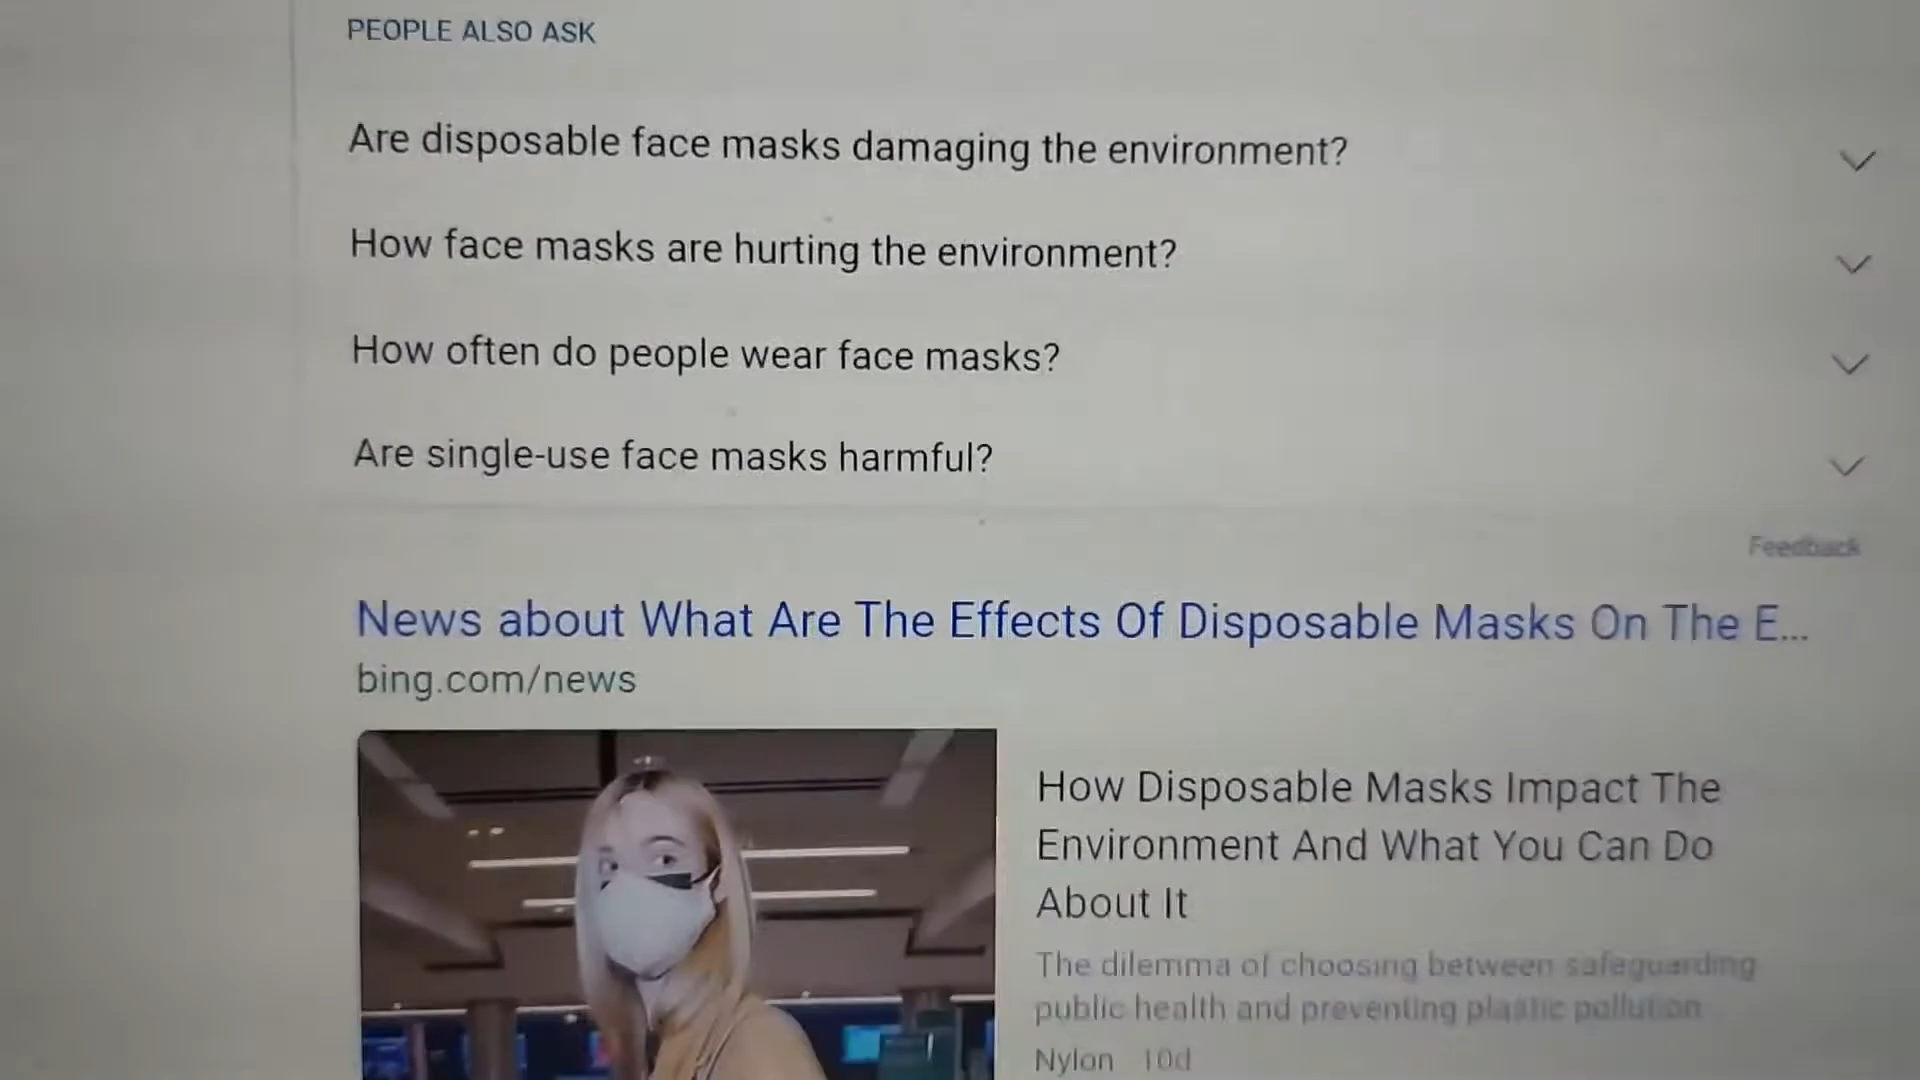 PEOPLE ALSO ASK
Are disposable face masks damaging the environment?
How face masks are hurting the environment?
How often do people wear face masks?
Are single-use face masks harmful?
Feedback
News about What Are The Effects Of Disposable Masks On The E...
bing.com/news
How Disposable Masks Impact The
Environment And What You Can Do
About It
The dilemma of choosing between safeguarding
public health and preventing plastic pollution
Nylon 10d